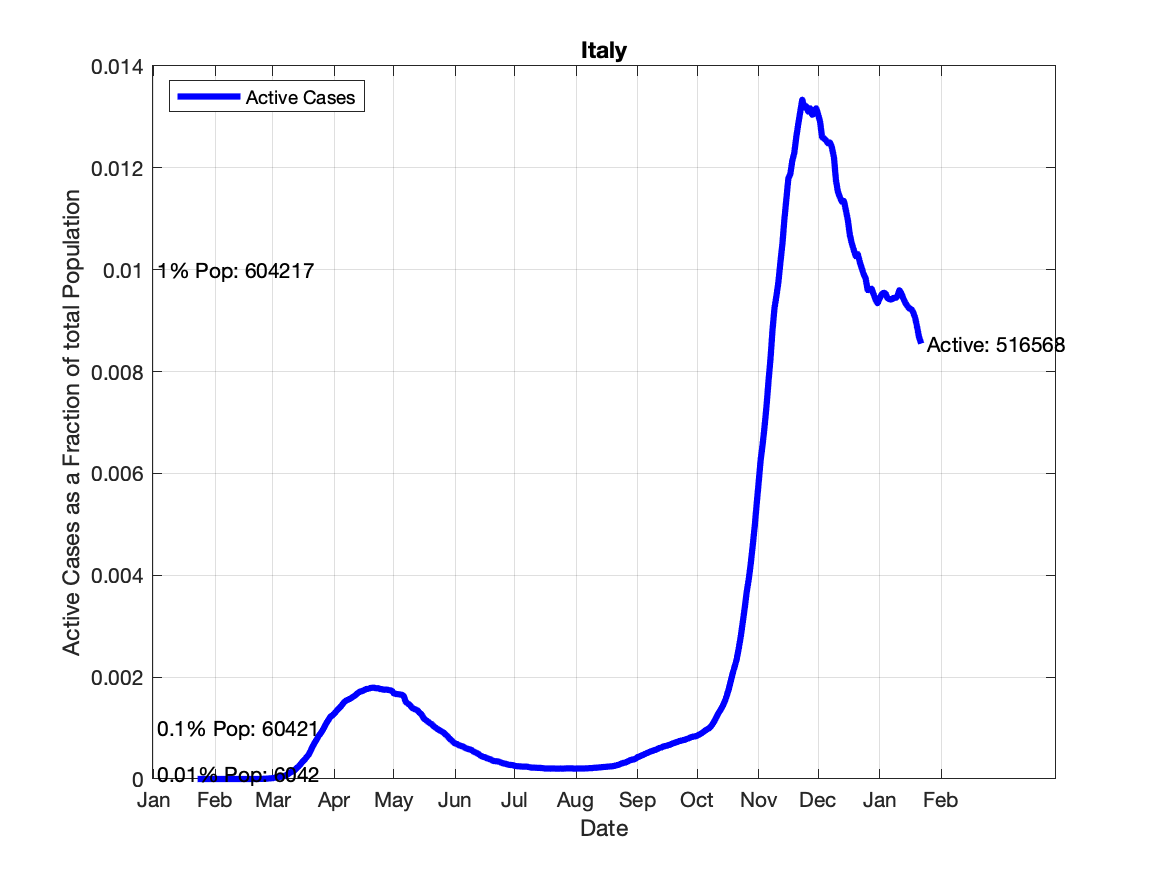 Italy
Active Cases
0.014
0.012
0.01
0.008
0.006
0.004
0.002
0
Active Cases as a Fraction of total Population
1% Pop: 604217
Active: 516568
0.1% Pop: 60421
0.01% Pop: 6042
Jan Feb Mar Apr May Jun Jul Aug Sep Oct Nov Dec Jan Feb
Date